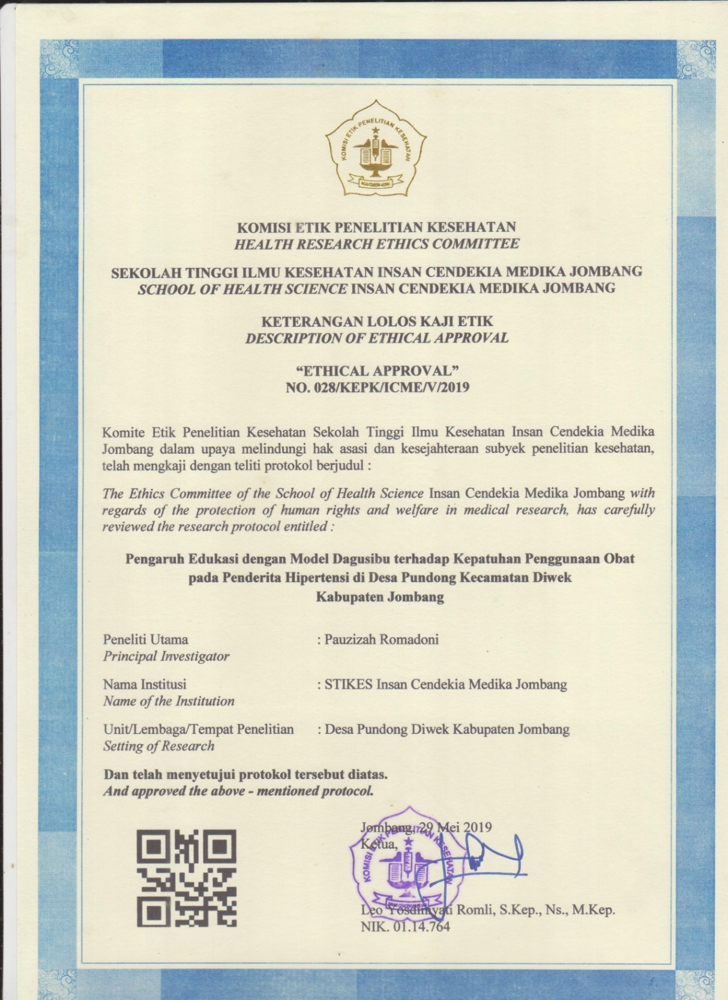 KOMISI ETIK PENELITIAN KESEHATAN
KOMISI ETIK PENELITIAN KESEHATAN
HEALTH RESEARCH ETHICS COMMITTEE
SEKOLAH TINGGI ILMU KESEHATAN INSAN CENDEKIA MEDIKA JOMBANG
SCHOOL OF HEALTH SCIENCE INSAN CENDEKIA MEDIKA JOMBANG
KETERANGAN LOLOS KAJI ETIK
DESCRIPTION OF ETHICAL APPROVAL
“ETHICAL APPROVAL”
NO. 028/KEPK/ICME/V/2019
Komite Etik Penelitian Kesehatan Sekolah Tinggi Ilmu Kesehatan Insan Cendekia Medika
Jombang dalam upaya melindungi hak asasi dan kesejahteraan subyek penelitian kesehatan,
telah mengkaji dengan teliti protokol berjudul :
The Ethics Committee of the School of Health Science Insan Cendekia Medika Jombang with
regards of the protection of human rights and welfare in medical research, has carefully
reviewed the research protocol entitled :
Pengaruh Edukasi dengan Model Dagusibu terhadap Kepatuhan Penggunaan Obat
pada Penderita Hipertensi di Desa Pundong Kecamatan Diwek
Kabupaten Jombang
Peneliti Utama : Pauzizah Romadoni
Principal Investigator
Nama Institusi : STIKES Insan Cendekia Medika Jombang
Name of the Institution
Unit/Lembaga/Tempat Penelitian : Desa Pundong Diwek Kabupaten Jombang
Setting of Research
Dan telah menyetujui protokol tersebut diatas.
And approved the above - mentioned protocol.
Jombang, 29 Mei 2019
Ketua,
KOMISI ETIK PENELITIAN KESEHATAN
Leo Yosdimyati Romli, S.Kep., Ns., M.Kep.
NIK. 01.14.764